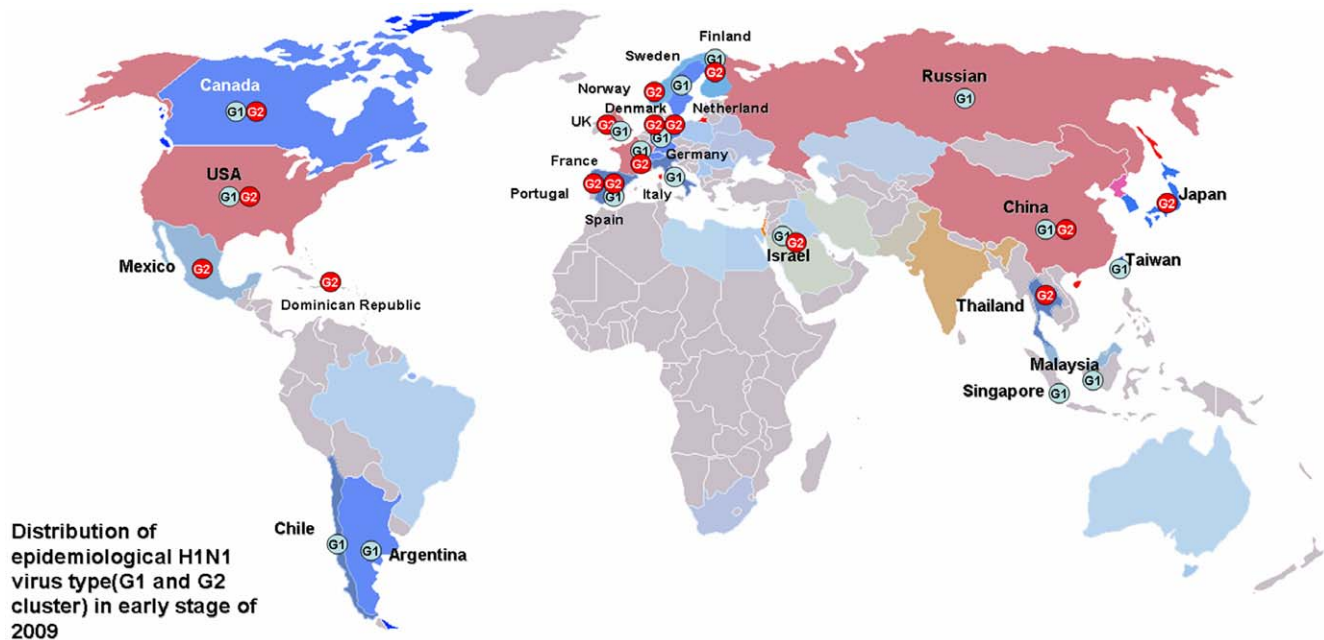 Finland
Sweden
G1
G2
Russian
G1
Canada
G1 G2
Norway
G2
G1
Denmark
Netherland
UK
G2 G1
G2 G2
G1
G1
France
G2
Germany
USA
G1 G2
Portugal
G2 G2
G1
Italy
G1
Spain
China
G1 G2
Japan
G2
G1 G2
Israel
Taiwan
G1
Mexico
G2
G2
Dominican Republic
Thailand
G2
Malaysia
G1
Singapore
G1
Chile
G1
G1
Argentina
Distribution of
epidemiological H1N1
virus type(G1 and G2
cluster) in early stage of
2009